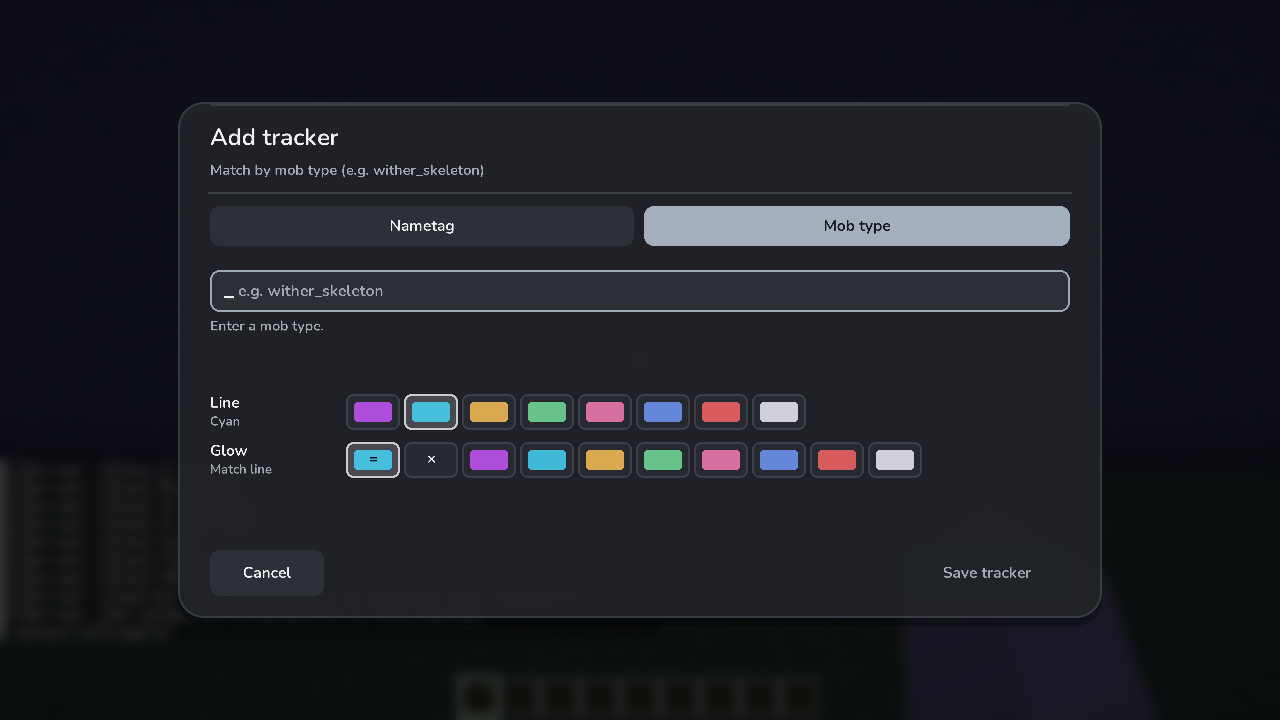 Add tracker
Match by mob type (e.g. wither_skeleton)
Nametag
Mob type
_ e.g. wither_skeleton
Enter a mob type.
Line
Cyan
Glow
Match line
=
×
Cancel
Save tracker